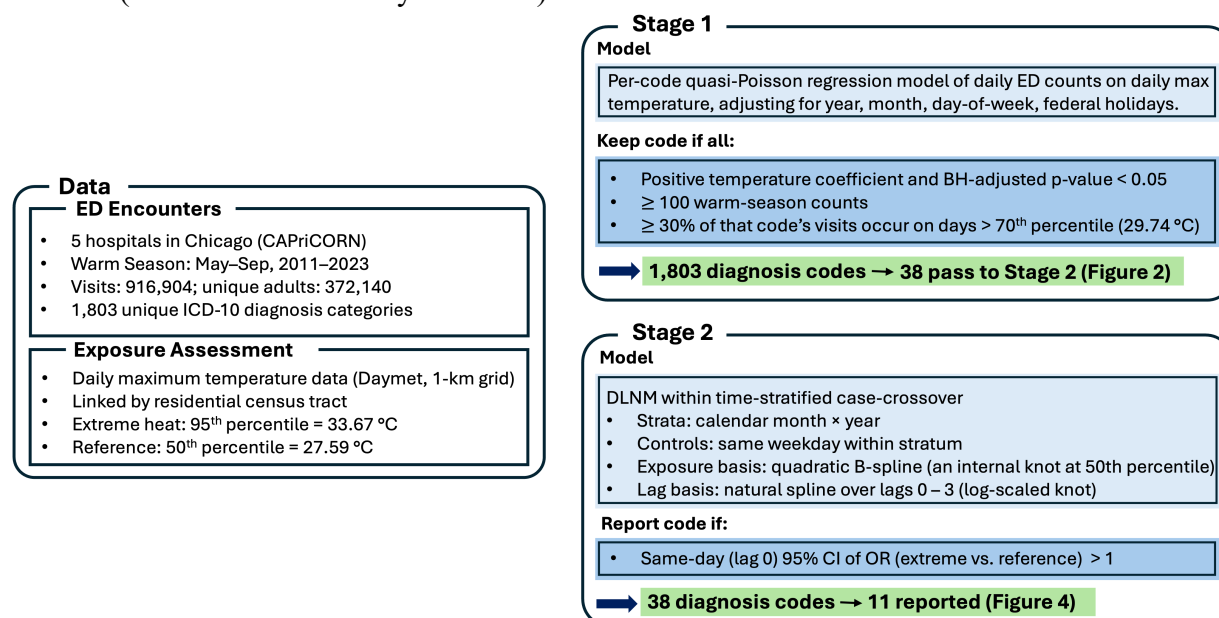 Data
ED Encounters
• 5 hospitals in Chicago (CAPriCORN)
• Warm Season: May–Sep, 2011–2023
• Visits: 916,904; unique adults: 372,140
• 1,803 unique ICD-10 diagnosis categories
Exposure Assessment
• Daily maximum temperature data (Daymet, 1-km grid)
• Linked by residential census tract
• Extreme heat: 95th percentile = 33.67 °C
• Reference: 50th percentile = 27.59 °C
Stage 1
Model
Per-code quasi-Poisson regression model of daily ED counts on daily max
temperature, adjusting for year, month, day-of-week, federal holidays.
Keep code if all:
• Positive temperature coefficient and BH-adjusted p-value < 0.05
• ≥ 100 warm-season counts
• ≥ 30% of that code's visits occur on days > 70th percentile (29.74 °C)
1,803 diagnosis codes → 38 pass to Stage 2 (Figure 2)
Stage 2
Model
DLNM within time-stratified case-crossover
• Strata: calendar month × year
• Controls: same weekday within stratum
• Exposure basis: quadratic B-spline (an internal knot at 50th percentile)
• Lag basis: natural spline over lags 0 – 3 (log-scaled knot)
Report code if:
• Same-day (lag 0) 95% CI of OR (extreme vs. reference) > 1
38 diagnosis codes → 11 reported (Figure 4)